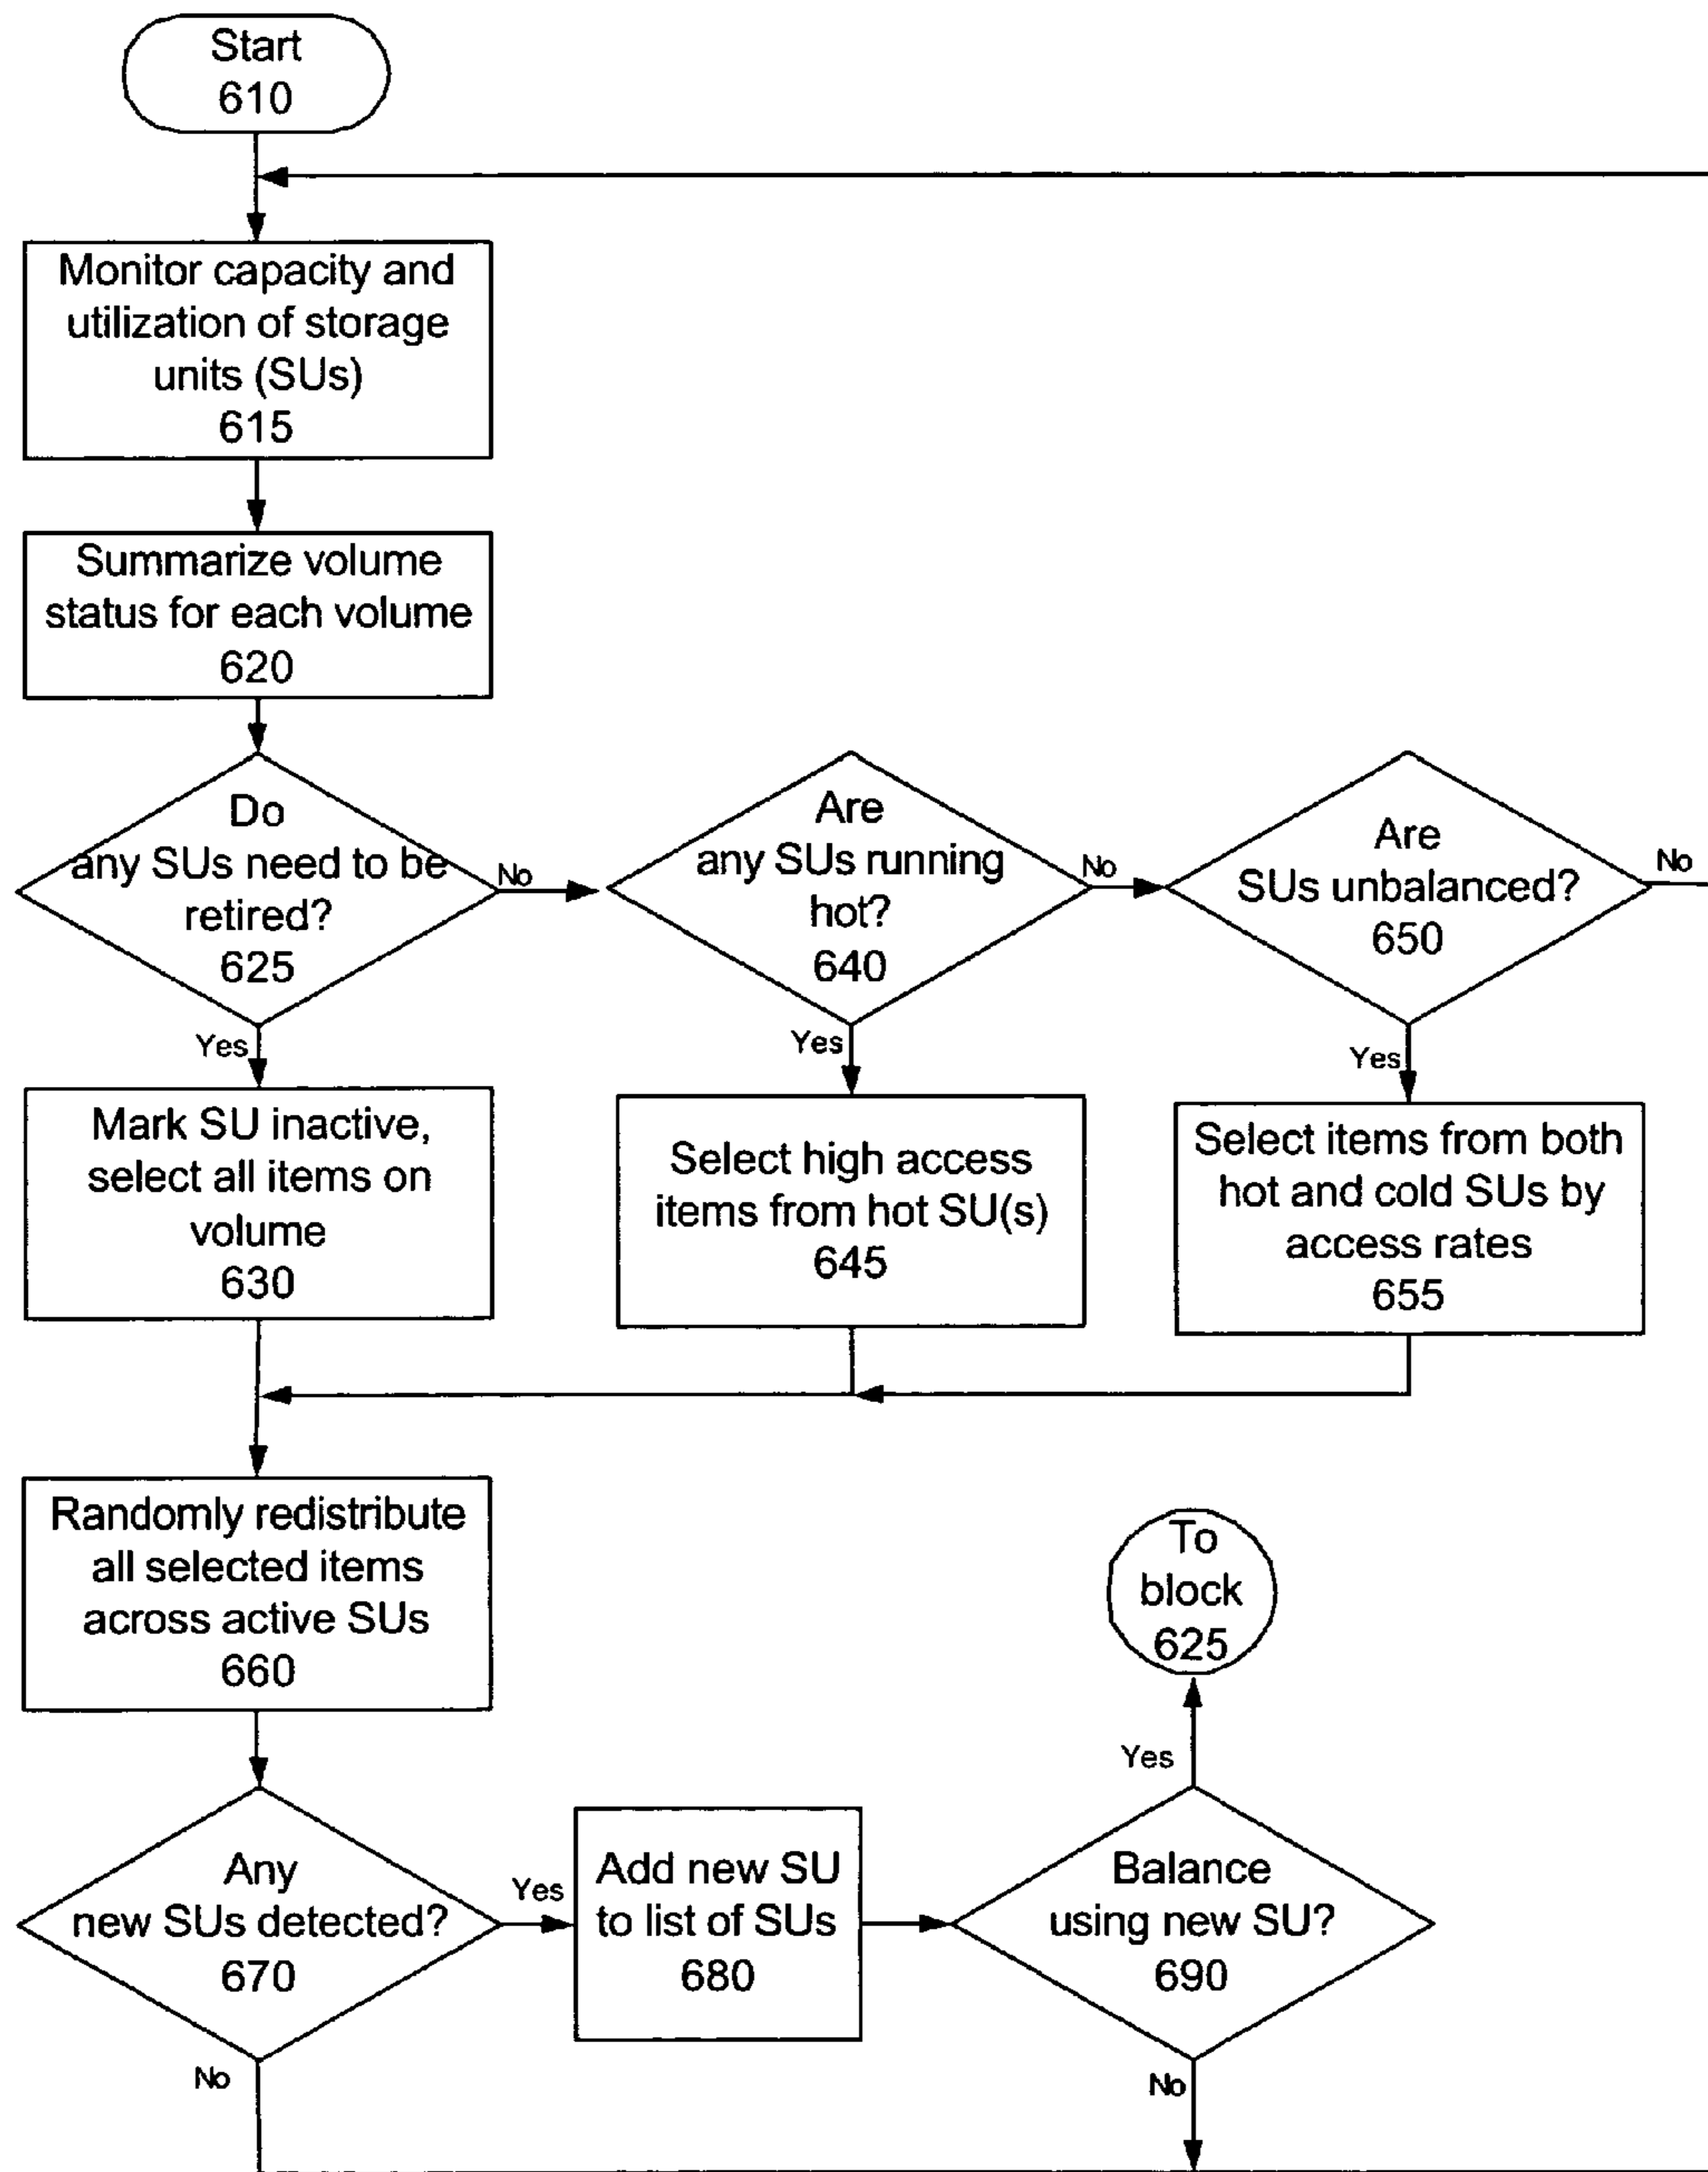 Start
610
Monitor capacity and
utilization of storage
units (SUs)
615
Summarize volume
status for each volume
620
Do
any SUs need to be
retired?
625
No
Are
any SUs running
hot?
640
No
Are
SUs unbalanced?
650
No
Yes
Yes
Yes
Mark SU inactive,
select all items on
volume
630
Select high access
items from hot SU(s)
645
Select items from both
hot and cold SUs by
access rates
655
Randomly redistribute
all selected items
across active SUs
660
To
block
625
Yes
Any
new SUs detected?
670
Yes
Add new SU
to list of SUs
680
Balance
using new SU?
690
No
No